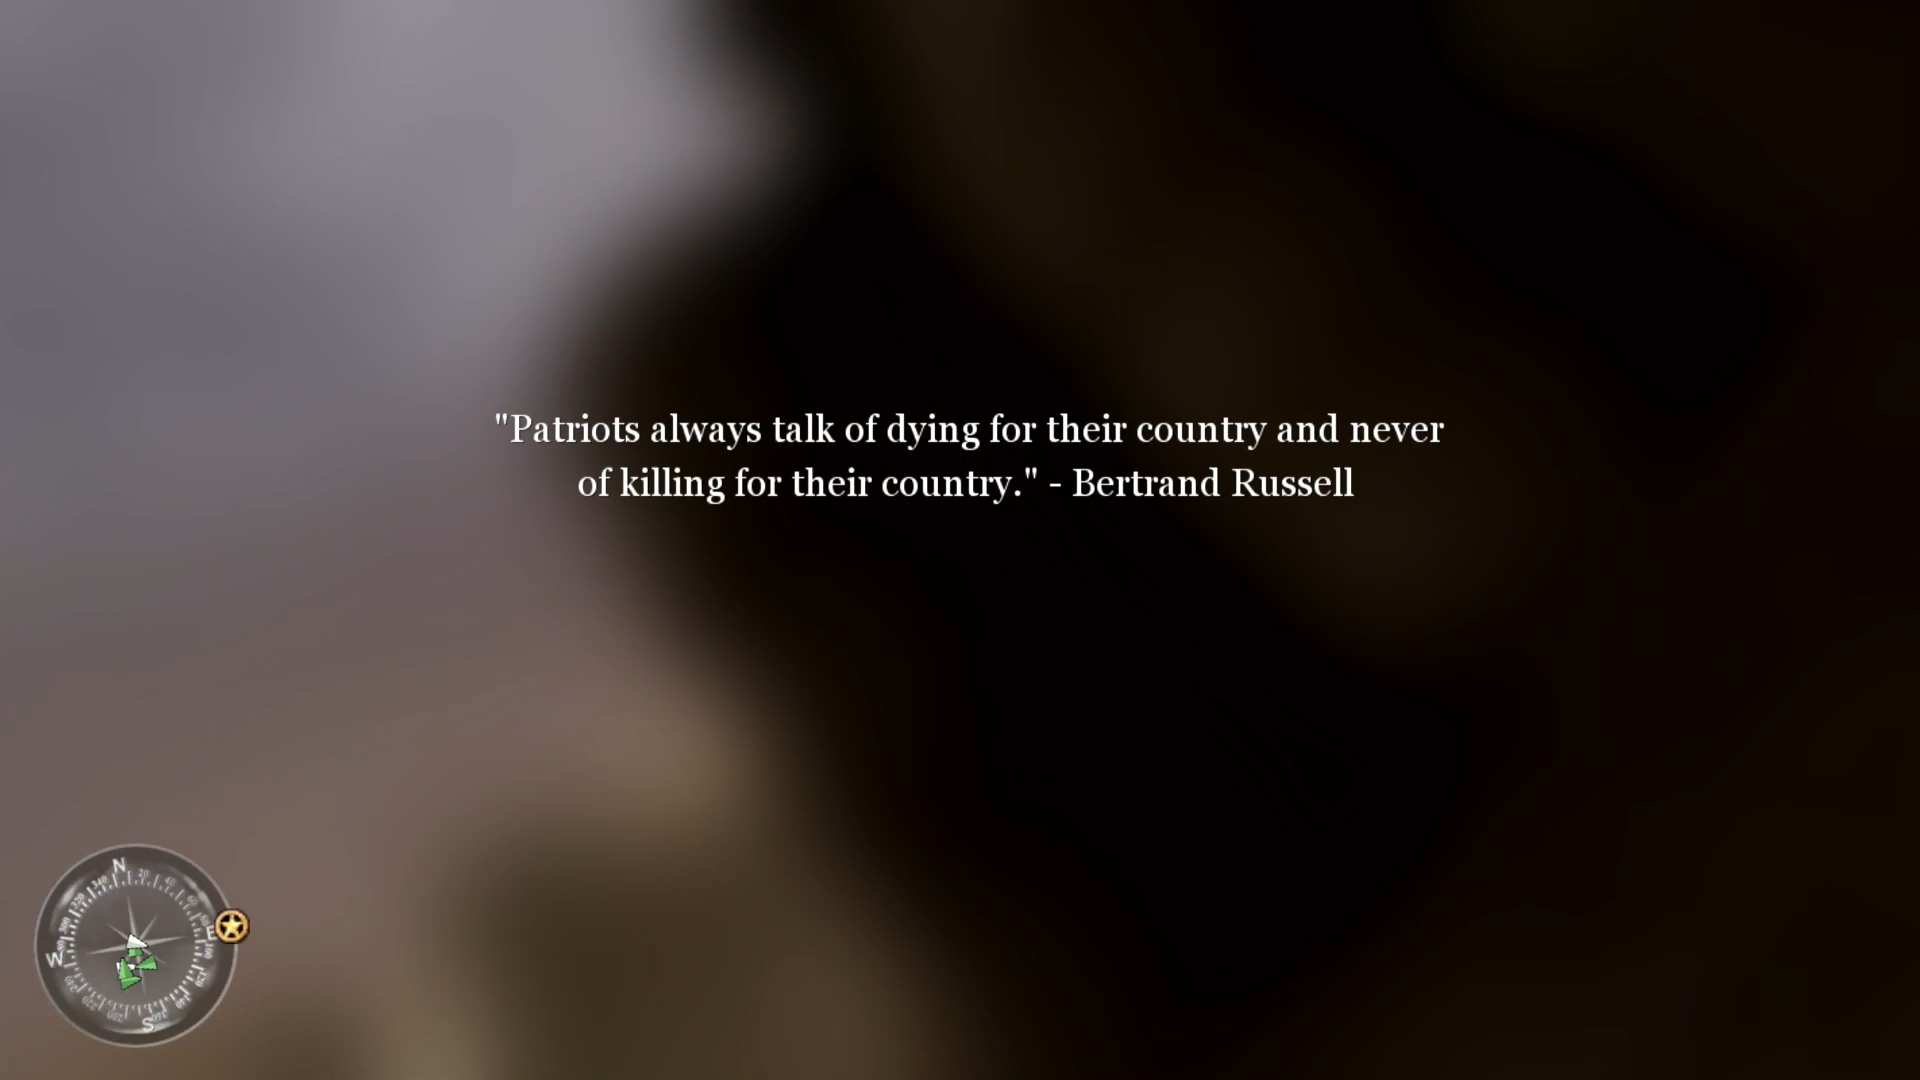 "Patriots always talk of dying for their country and never
of killing for their country." - Bertrand Russell
N
E
S
W